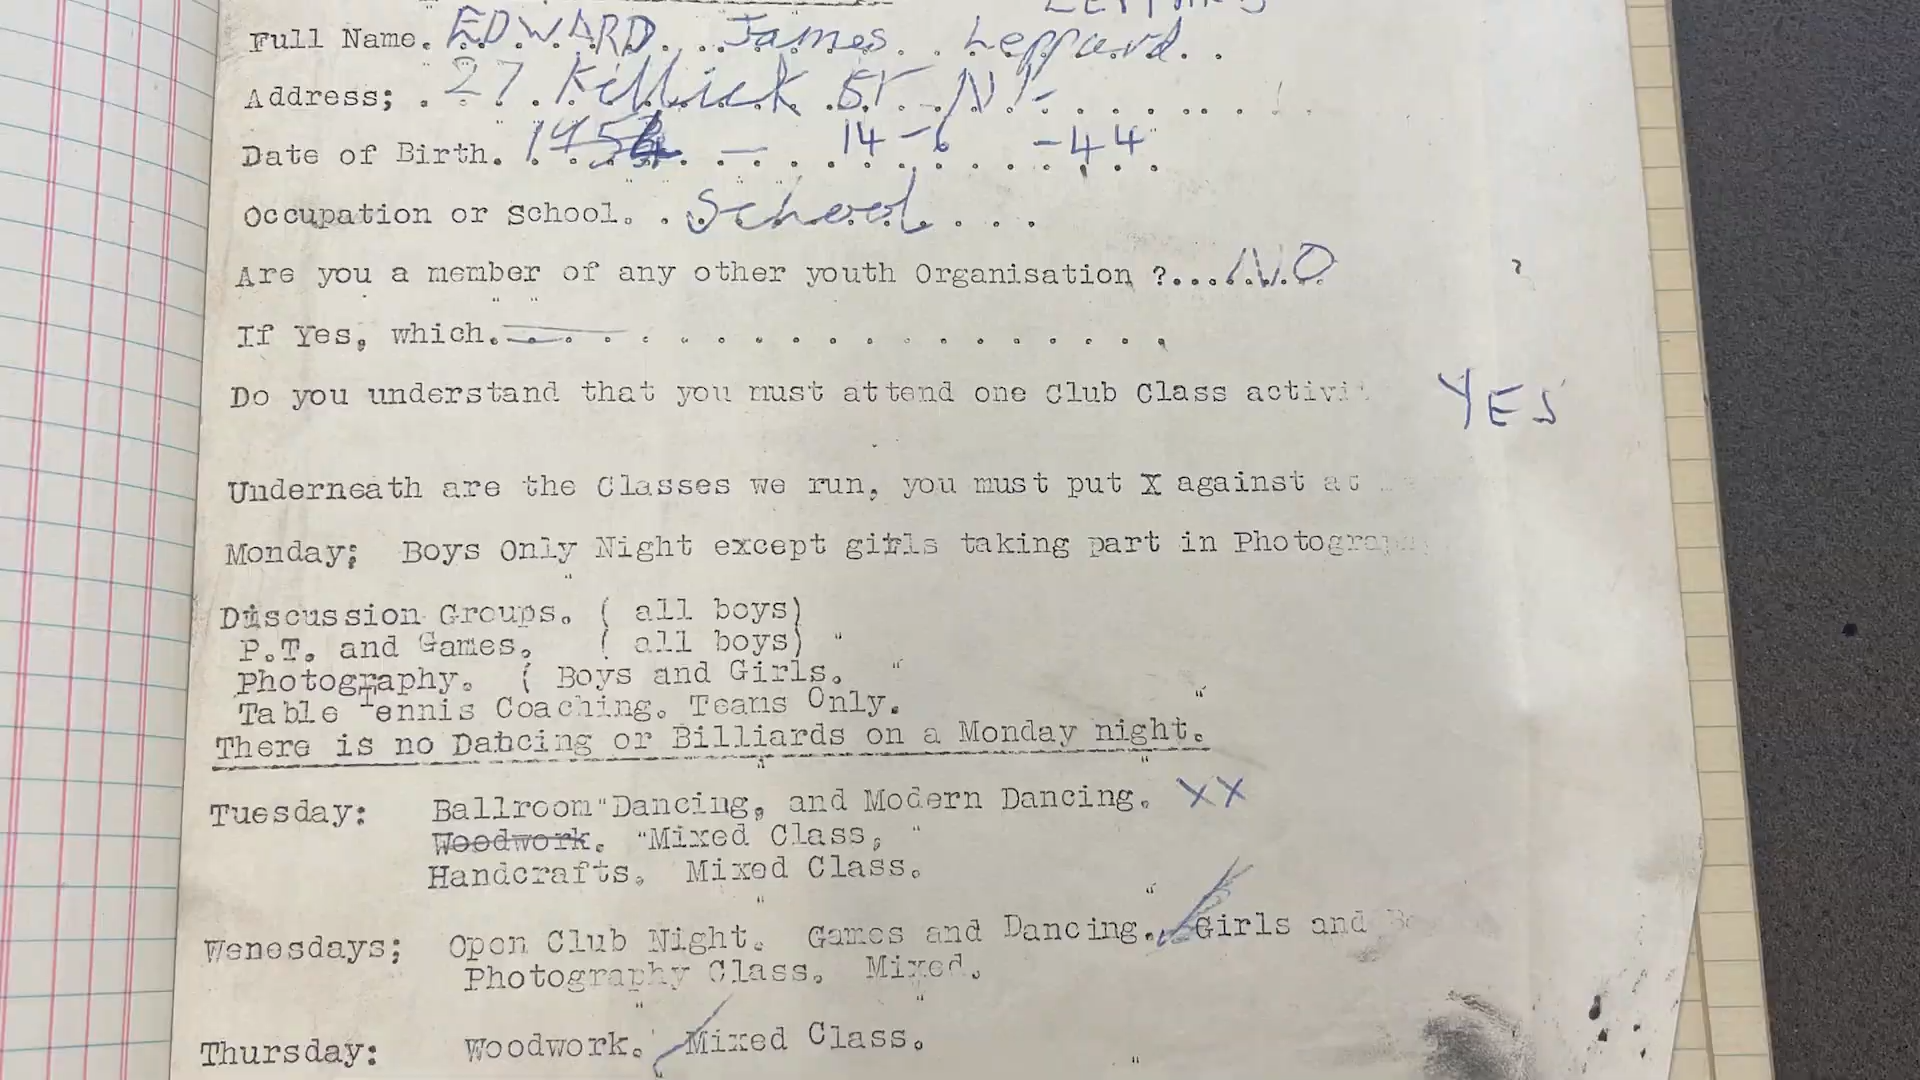 Full Name. EDWARD James Leppard
Address; 27 Killick ST. N1-
Date of Birth. 14-6-44
Occupation or School. School
Are you a member of any other youth Organisation ?...NO
If Yes, which.
Do you understand that you must attend one Club Class activi YES
Underneath are the Classes we run, you must put X against at
Monday; Boys Only Night except girls taking part in Photograp
Discussion Groups. ( all boys)
P.T. and Games. ( all boys) "
Photography. ( Boys and Girls. "
Table Tennis Coaching. Teams Only.
There is no Dancing or Billiards on a Monday night.
Tuesday: Ballroom "Dancing, and Modern Dancing. XX
Woodwork. "Mixed Class, "
Handcrafts. Mixed Class.
Wenesdays; Open Club Night. Games and Dancing. Girls and
Photography Class. Mixed.
Thursday: Woodwork. Mixed Class.